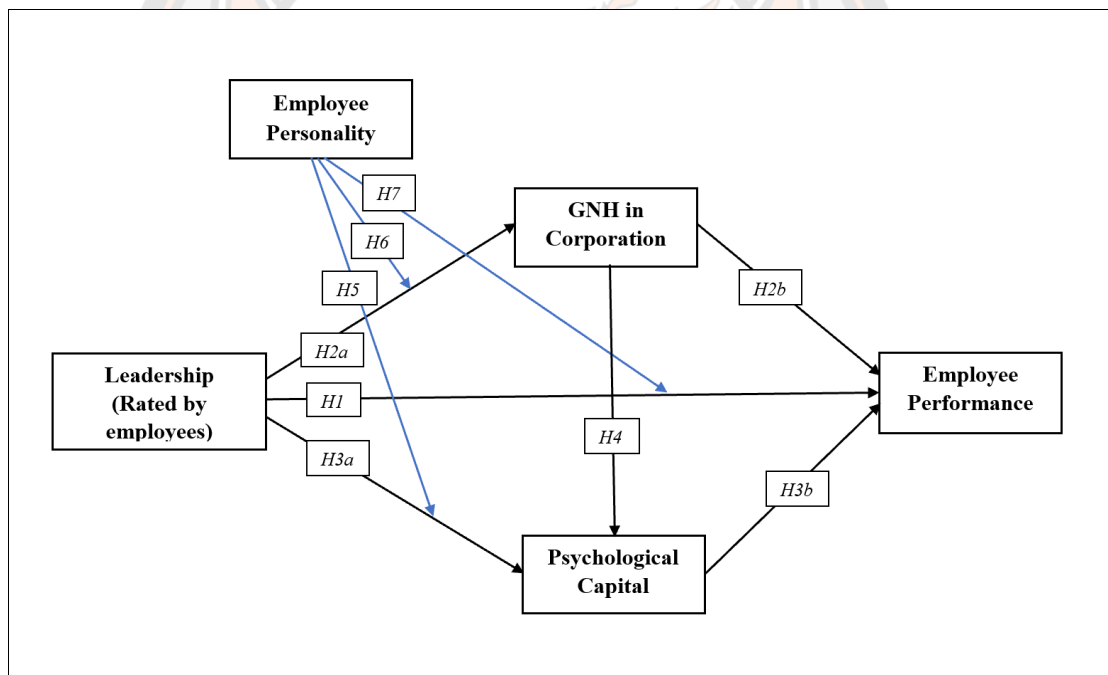 Employee
Personality
H7
GNH in
Corporation
H6
H5
H2b
H2a
Leadership
(Rated by
employees)
Employee
Performance
H1
H4
H3a
H3b
Psychological
Capital